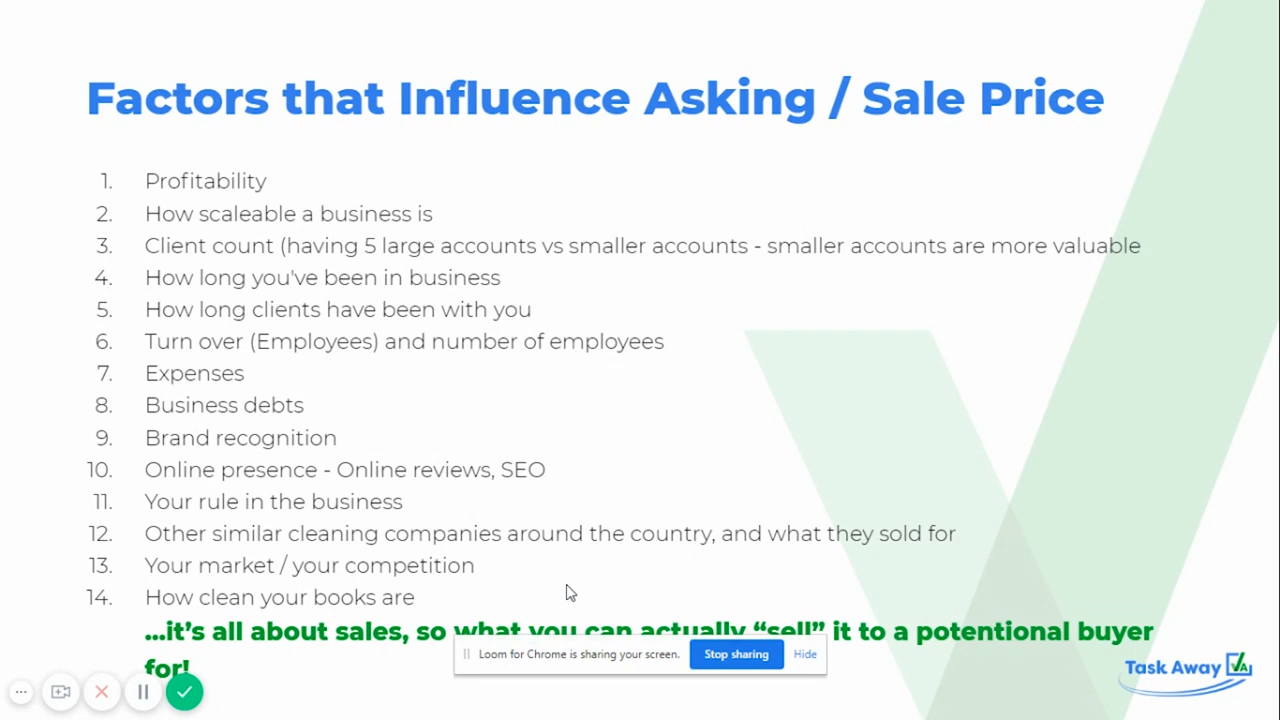 Factors that Influence Asking / Sale Price
1. Profitability
2. How scaleable a business is
3. Client count (having 5 large accounts vs smaller accounts - smaller accounts are more valuable
4. How long you've been in business
5. How long clients have been with you
6. Turn over (Employees) and number of employees
7. Expenses
8. Business debts
9. Brand recognition
10. Online presence - Online reviews, SEO
11. Your rule in the business
12. Other similar cleaning companies around the country, and what they sold for
13. Your market / your competition
14. How clean your books are
...it’s all about sales, so what you can actually “sell” it to a potentional buyer
for!
Loom for Chrome is sharing your screen. Stop sharing Hide
Task Away VA